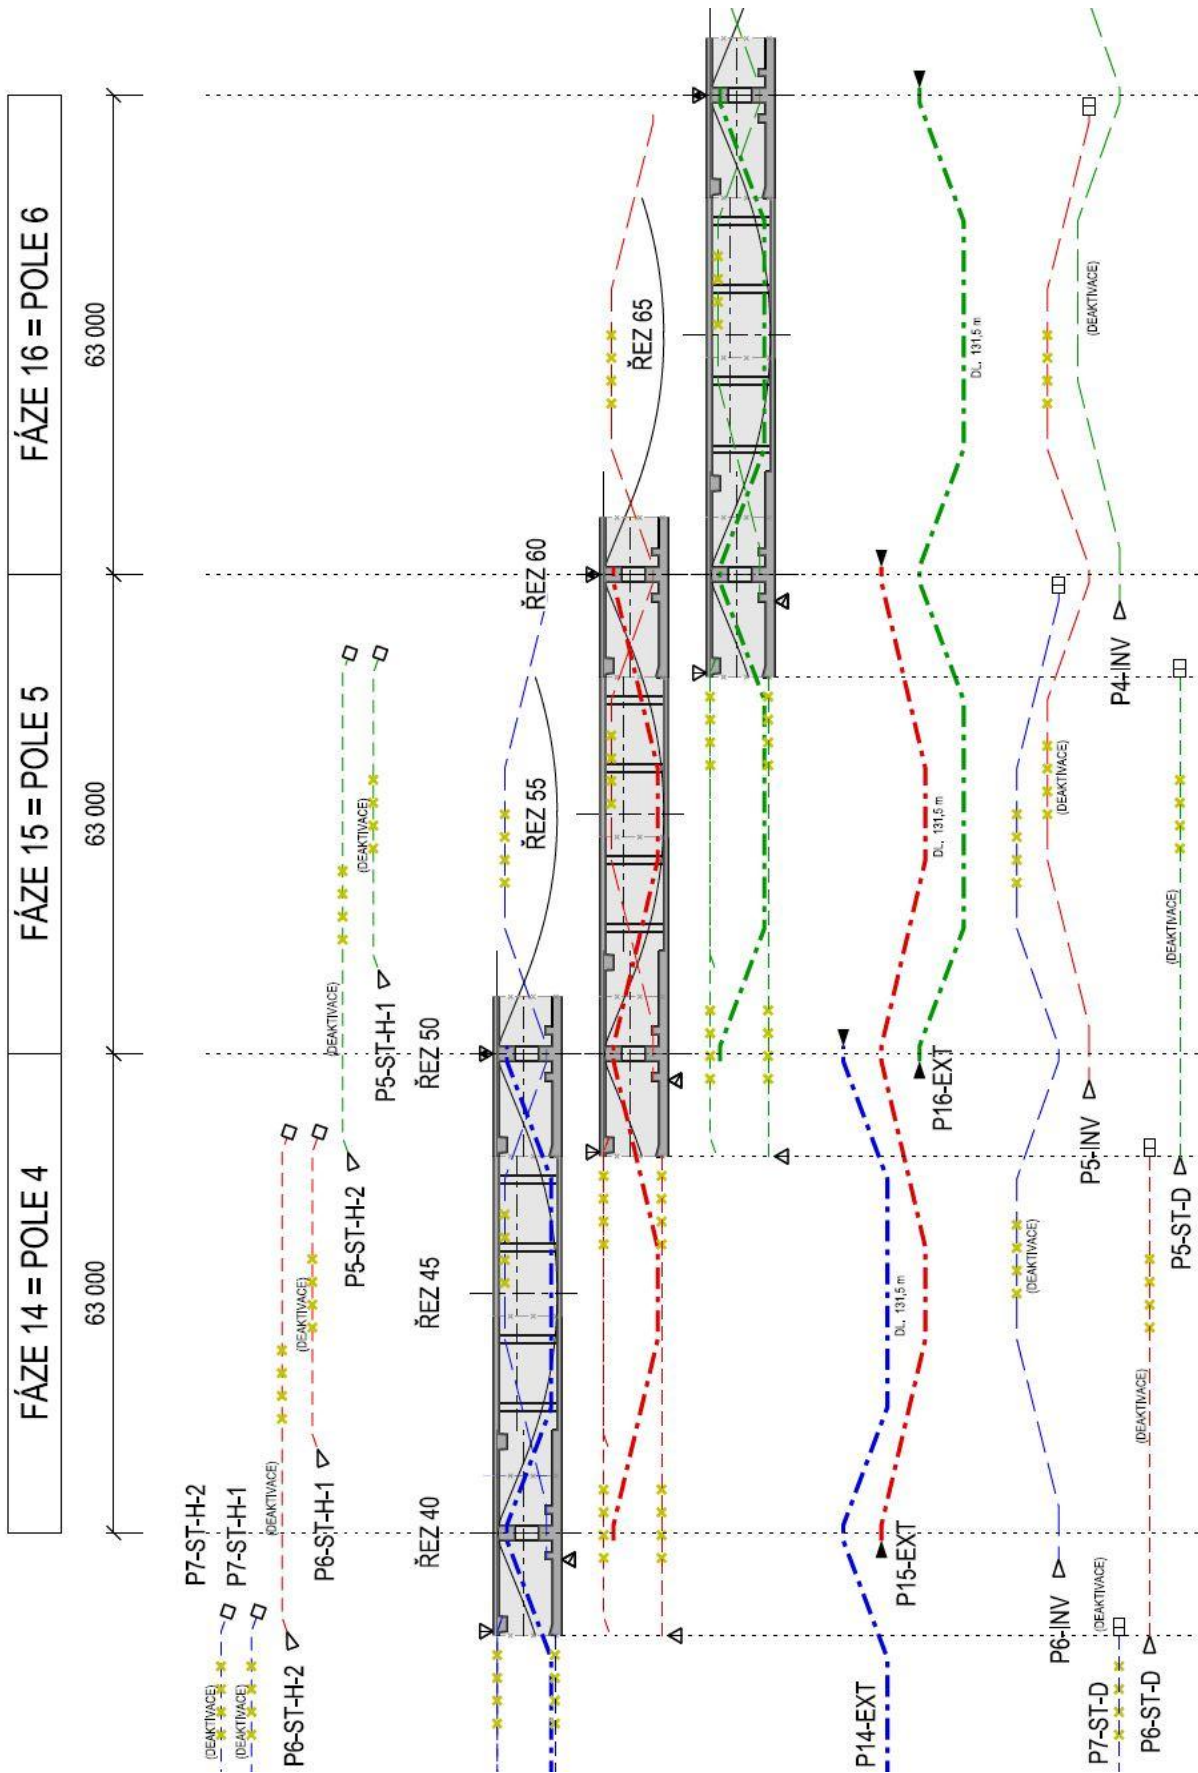 FÁZE 16 = POLE 6
FÁZE 15 = POLE 5
FÁZE 14 = POLE 4
63 000
63 000
63 000
P7-ST-H-2
(DEAKTIVACE)
P7-ST-H-1
(DEAKTIVACE)
P6-ST-H-2
(DEAKTIVACE)
P6-ST-H-1
(DEAKTIVACE)
P5-ST-H-2
(DEAKTIVACE)
P5-ST-H-1
(DEAKTIVACE)
ŘEZ 40
ŘEZ 45
ŘEZ 50
ŘEZ 55
ŘEZ 60
ŘEZ 65
P14-EXT
DL. 131,5 m
P15-EXT
DL. 131,5 m
P16-EXT
DL. 131,5 m
P6-INV
(DEAKTIVACE)
P5-INV
(DEAKTIVACE)
P4-INV
(DEAKTIVACE)
P7-ST-D
(DEAKTIVACE)
P6-ST-D
(DEAKTIVACE)
P5-ST-D
(DEAKTIVACE)